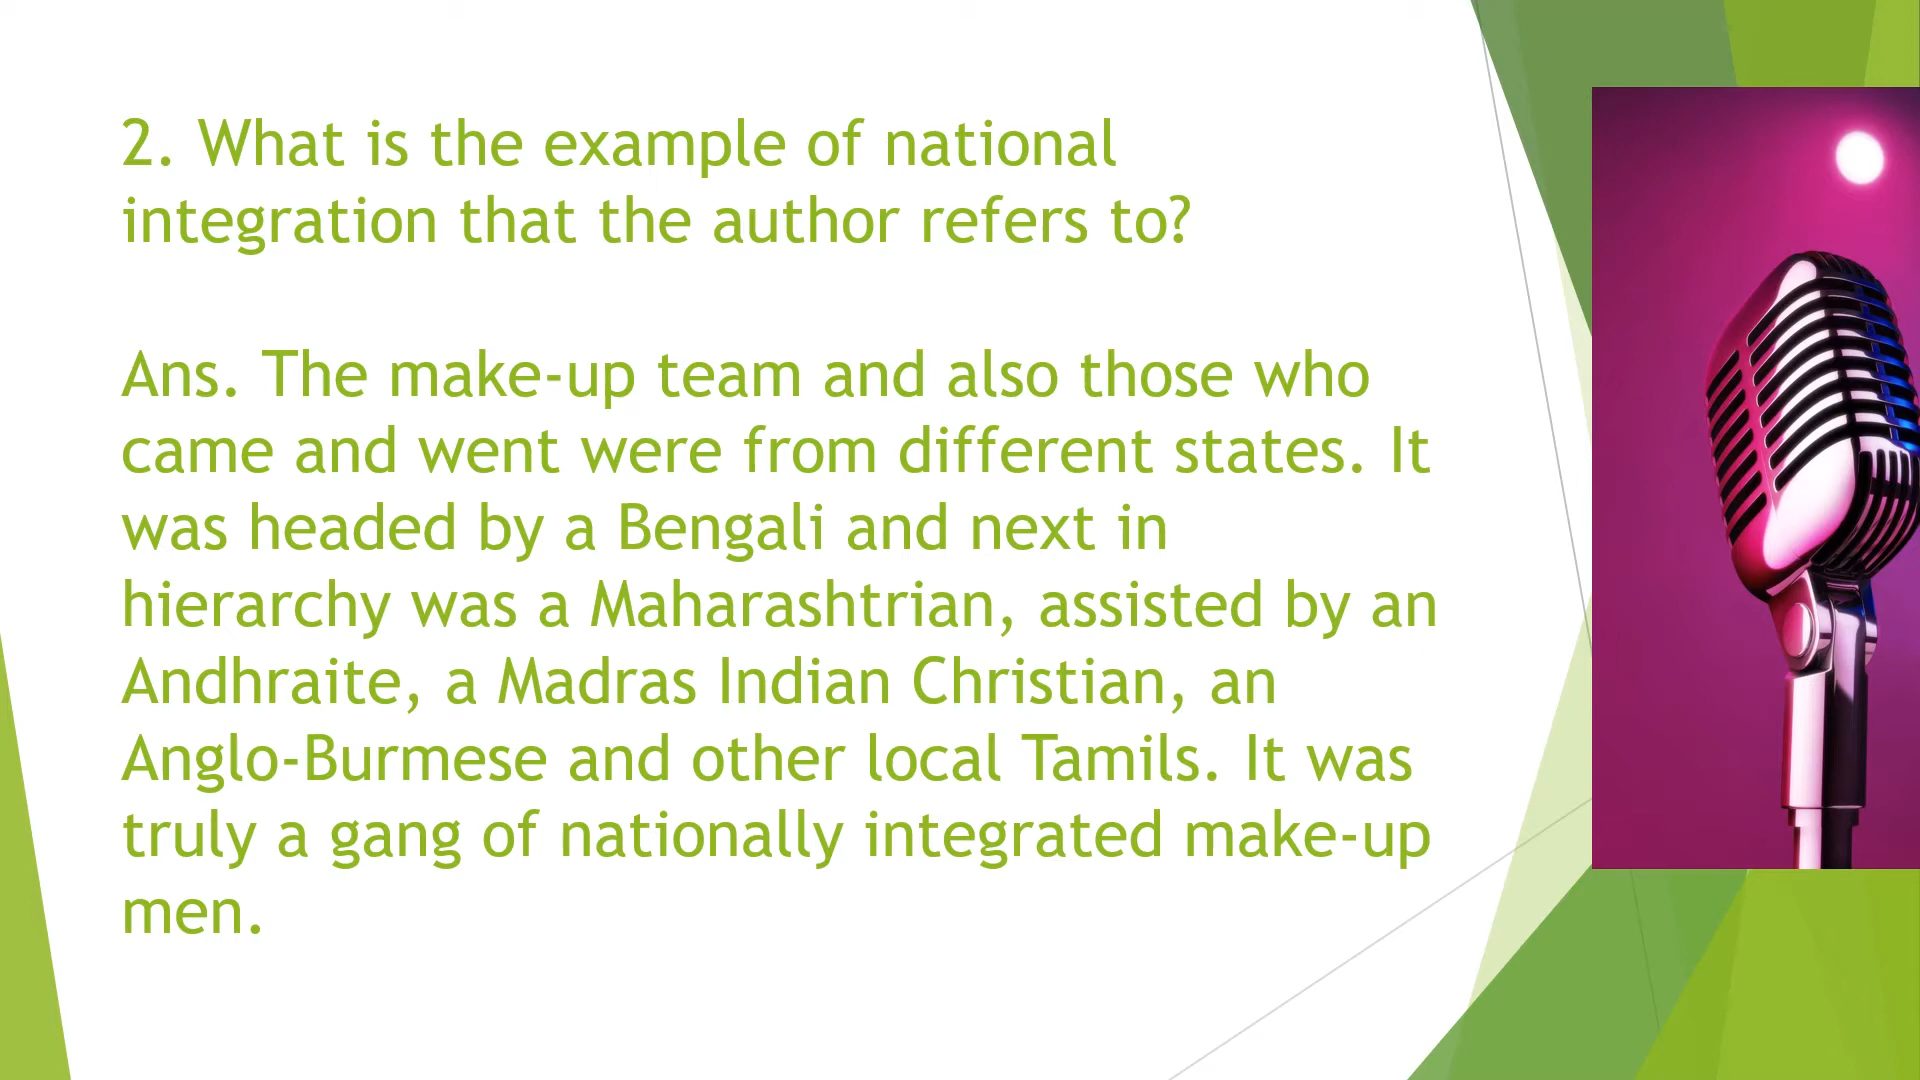 2. What is the example of national
integration that the author refers to?
Ans. The make-up team and also those who
came and went were from different states. It
was headed by a Bengali and next in
hierarchy was a Maharashtrian, assisted by an
Andhraite, a Madras Indian Christian, an
Anglo-Burmese and other local Tamils. It was
truly a gang of nationally integrated make-up
men.